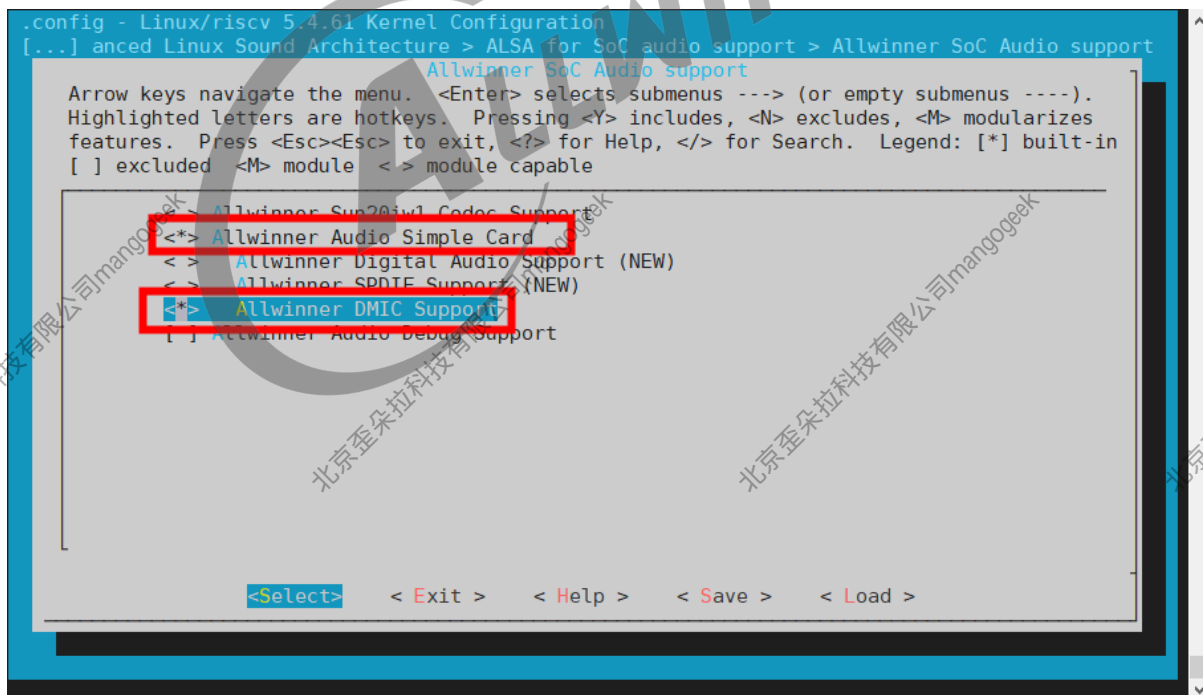 .config - Linux/riscv 5.4.61 Kernel Configuration
[...] anced Linux Sound Architecture > ALSA for SoC audio support > Allwinner SoC Audio support
Allwinner SoC Audio support
Arrow keys navigate the menu.  <Enter> selects submenus ---> (or empty submenus ----).
Highlighted letters are hotkeys.  Pressing <Y> includes, <N> excludes, <M> modularizes
features.  Press <Esc><Esc> to exit, <?> for Help, </> for Search.  Legend: [*] built-in
[ ] excluded  <M> module  < > module capable
< > Allwinner Sun20iw1 Codec Support
<*> Allwinner Audio Simple Card
< >   Allwinner Digital Audio Support (NEW)
< >   Allwinner SPDIF Support (NEW)
<*>   Allwinner DMIC Support
[ ] Allwinner Audio Debug Support
<Select>    < Exit >    < Help >    < Save >    < Load >
ALLWIN
北京歪朵拉科技有限公司mangogeek
北京歪朵拉科技有限公司mangogeek
北京